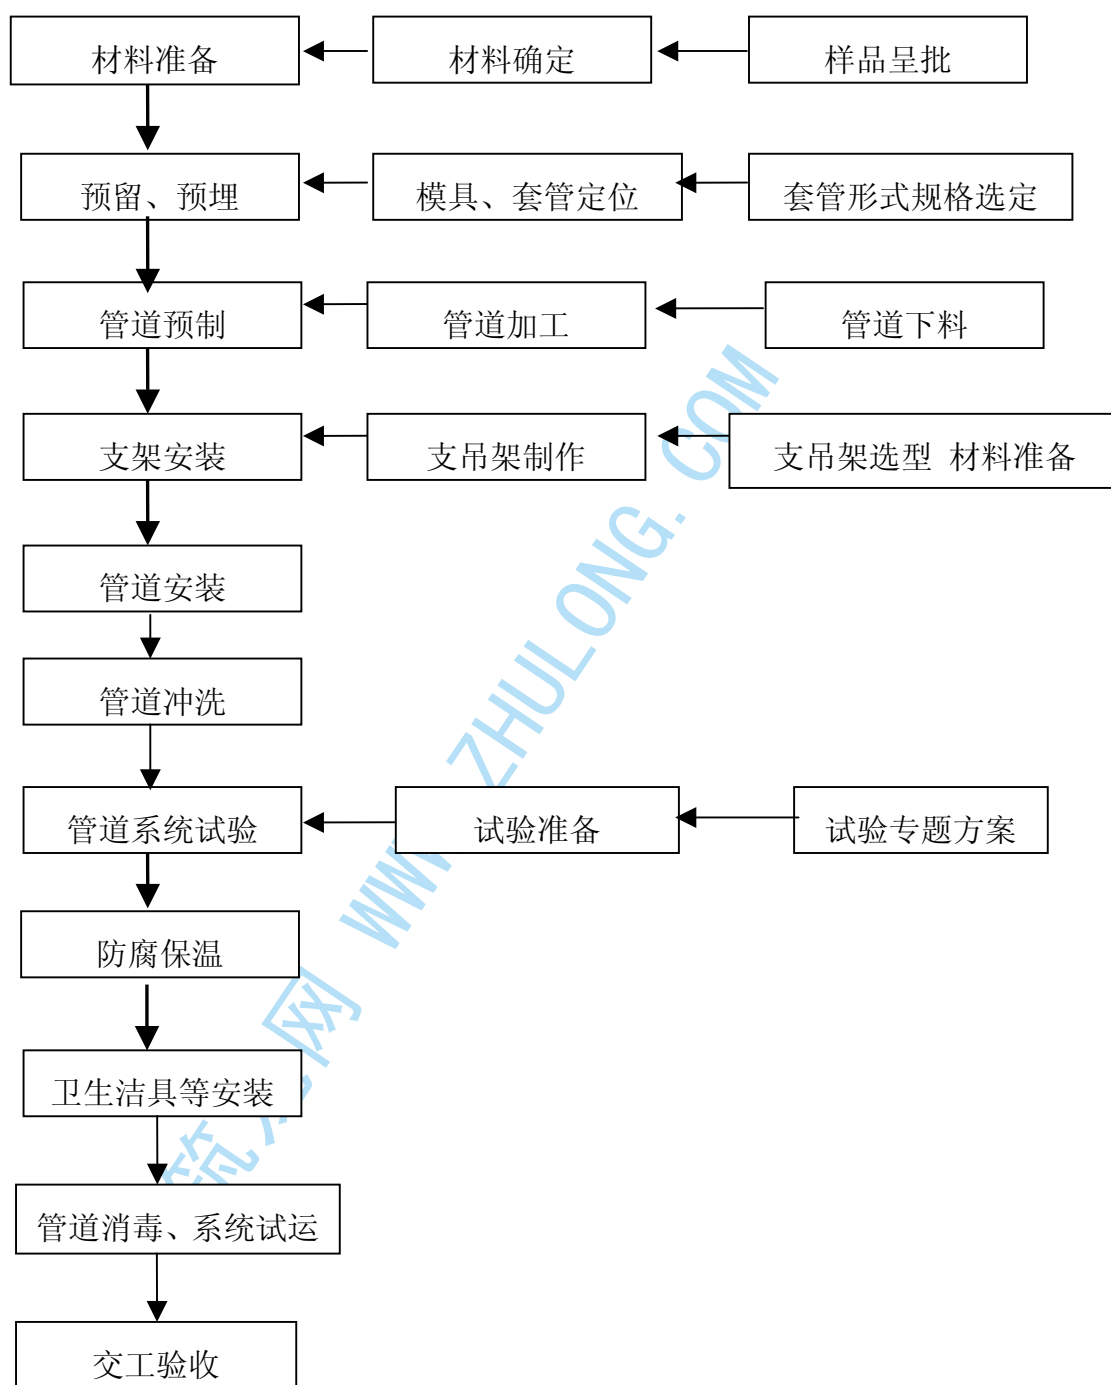 材料准备 材料确定 样品呈批
预留、预埋 模具、套管定位 套管形式规格选定
管道预制 管道加工 管道下料
支架安装 支吊架制作 支吊架选型 材料准备
管道安装
管道冲洗
管道系统试验 试验准备 试验专题方案
防腐保温
卫生洁具等安装
管道消毒、系统试运
交工验收
ZHULONG.COM